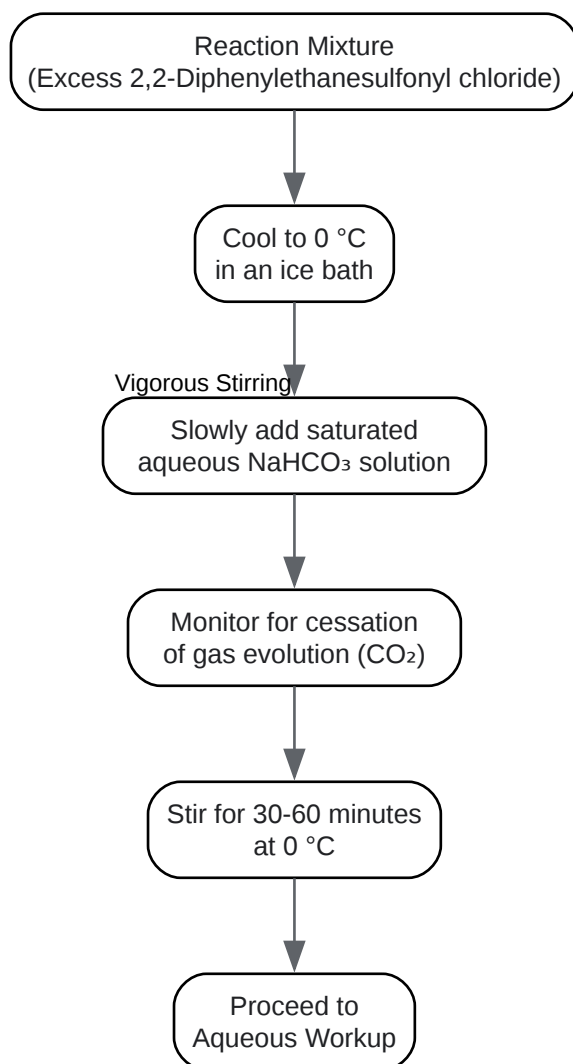 Reaction Mixture
(Excess 2,2-Diphenylethanesulfonyl chloride)
Cool to 0 °C
in an ice bath
Vigorous Stirring
Slowly add saturated
aqueous NaHCO₃ solution
Monitor for cessation
of gas evolution (CO₂)
Stir for 30-60 minutes
at 0 °C
Proceed to
Aqueous Workup